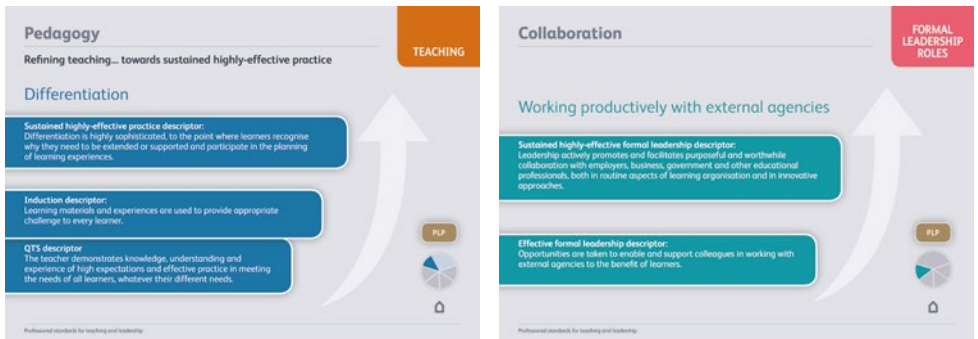 Pedagogy
Refining teaching... towards sustained highly-effective practice
TEACHING
Differentiation
Sustained highly-effective practice descriptor:
Differentiation is highly sophisticated, to the point where learners recognise
why they need to be extended or supported and participate in the planning
of learning experiences.
Induction descriptor:
Learning materials and experiences are used to provide appropriate
challenge to every learner.
QTS descriptor
The teacher demonstrates knowledge, understanding and
experience of high expectations and effective practice in meeting
the needs of all learners, whatever their different needs.
PLP
Professional standards for teaching and leadership
Collaboration
FORMAL
LEADERSHIP
ROLES
Working productively with external agencies
Sustained highly-effective formal leadership descriptor:
Leadership actively promotes and facilitates purposeful and worthwhile
collaboration with employers, business, government and other educational
professionals, both in routine aspects of learning organisation and in innovative
approaches.
Effective formal leadership descriptor:
Opportunities are taken to enable and support colleagues in working with
external agencies to the benefit of learners.
PLP
Professional standards for teaching and leadership